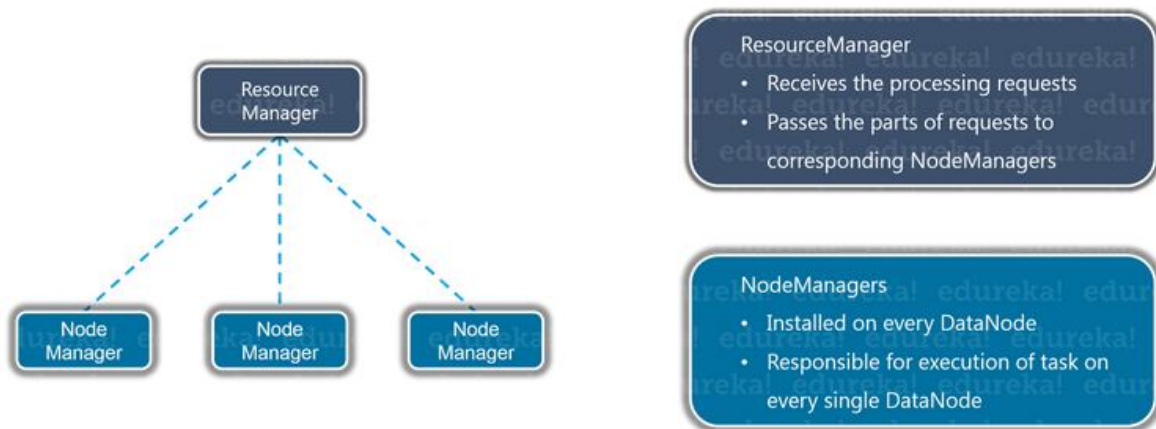 Resource
Manager
Node
Manager
Node
Manager
Node
Manager
ResourceManager
• Receives the processing requests
• Passes the parts of requests to
corresponding NodeManagers
NodeManagers
• Installed on every DataNode
• Responsible for execution of task on
every single DataNode
edureka!